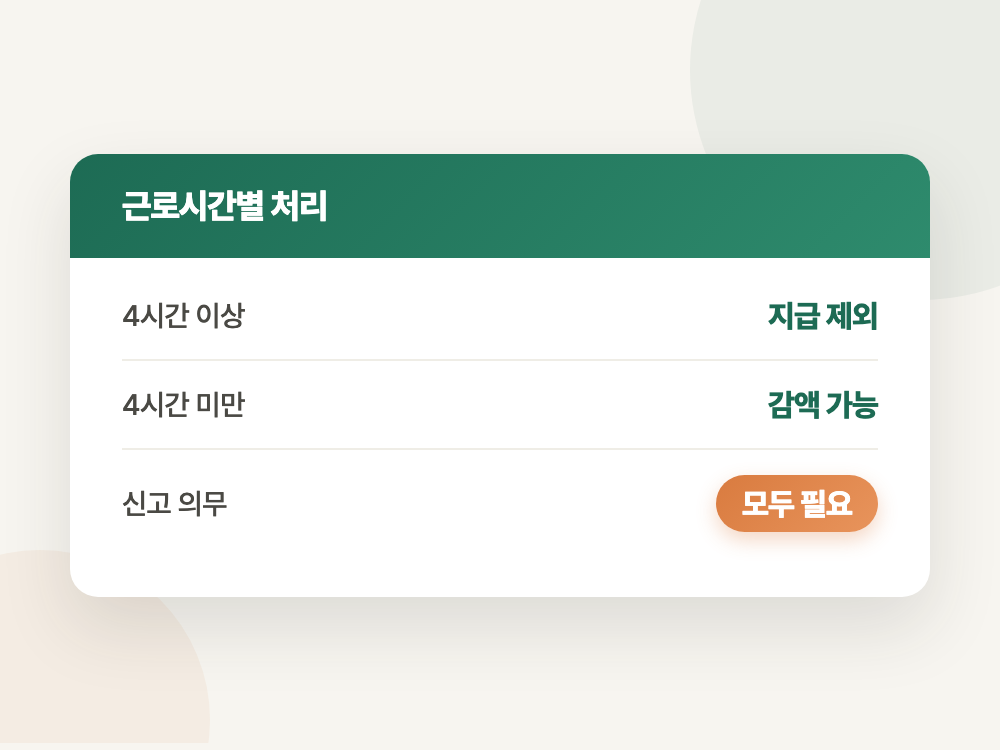 근로시간별 처리
4시간 이상 지급 제외
4시간 미만 감액 가능
신고 의무 모두 필요